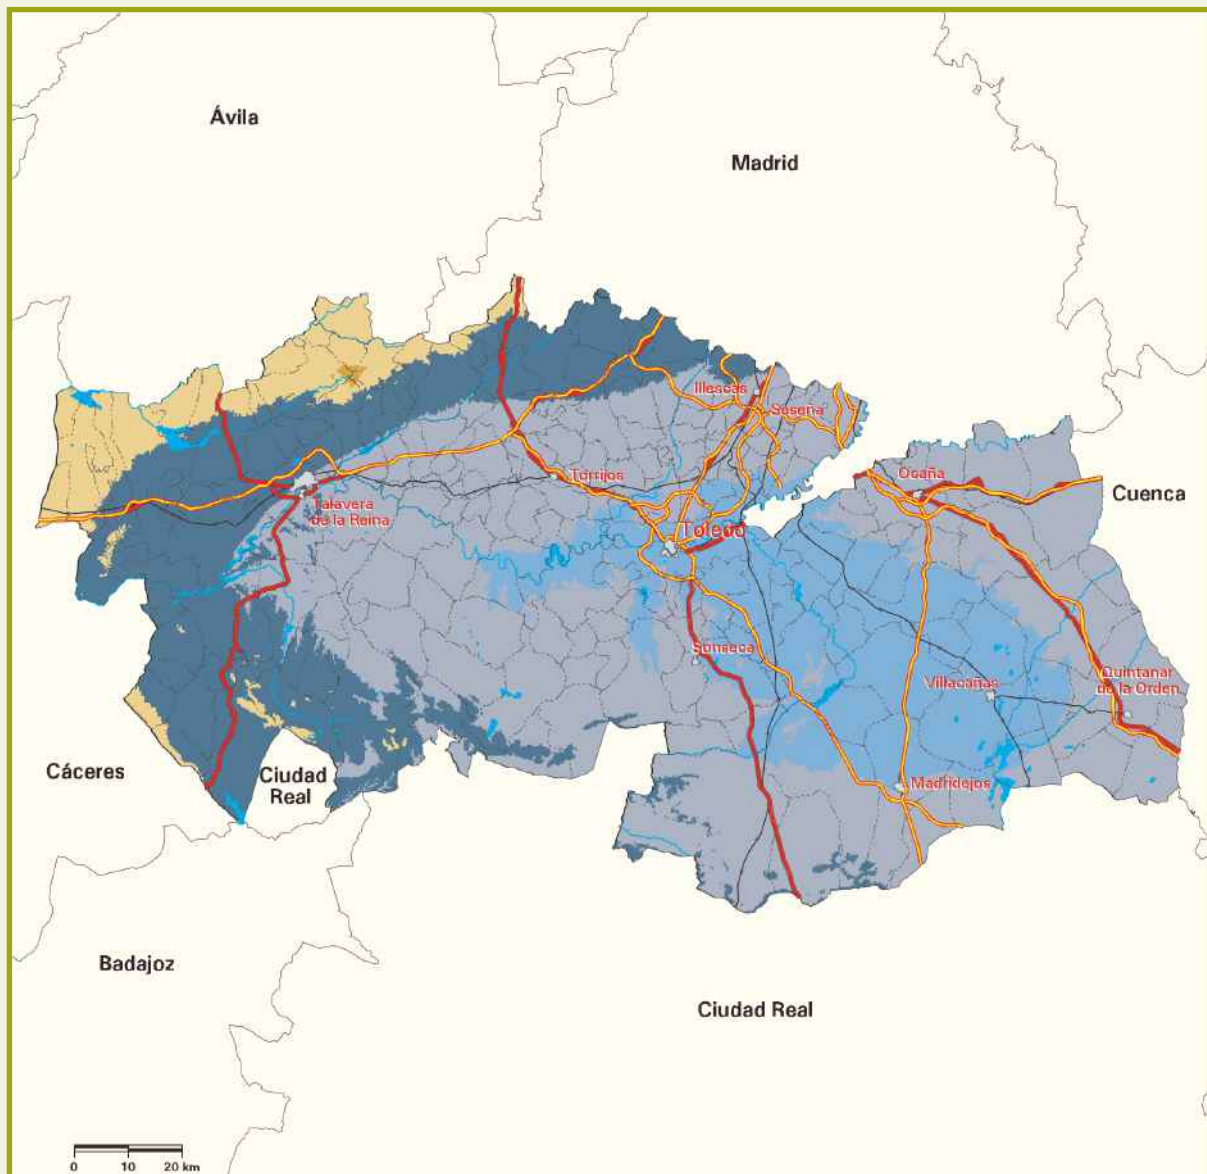 Ávila
Madrid
Illescas
Seseña
Torrijos
Ocaña
Cuenca
Talavera
de la Reina
Toledo
Sonseca
Villacañas
Quintanar
de la Orden
Cáceres
Ciudad
Real
Madridejos
Badajoz
Ciudad Real
0 10 20 km